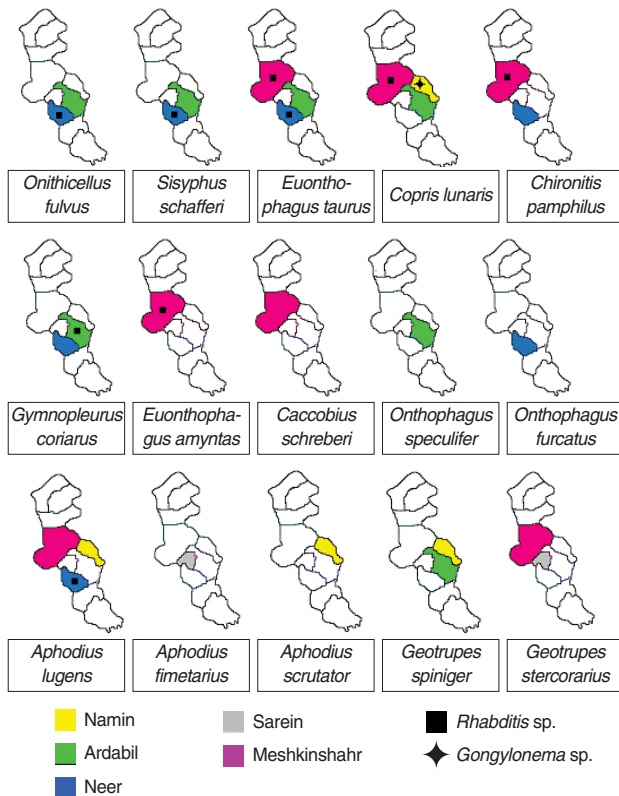 Onithicellus
fulvus
Sisyphus
schafferi
Euontho-
phagus taurus
Copris lunaris
Chironitis
pamphilus
Gymnopleurus
coriarus
Euonthopha-
gus amyntas
Caccobius
schreberi
Onthophagus
speculifer
Onthophagus
furcatus
Aphodius
lugens
Aphodius
fimetarius
Aphodius
scrutator
Geotrupes
spiniger
Geotrupes
stercorarius
Namin
Ardabil
Neer
Sarein
Meshkinshahr
Rhabditis sp.
Gongylonema sp.